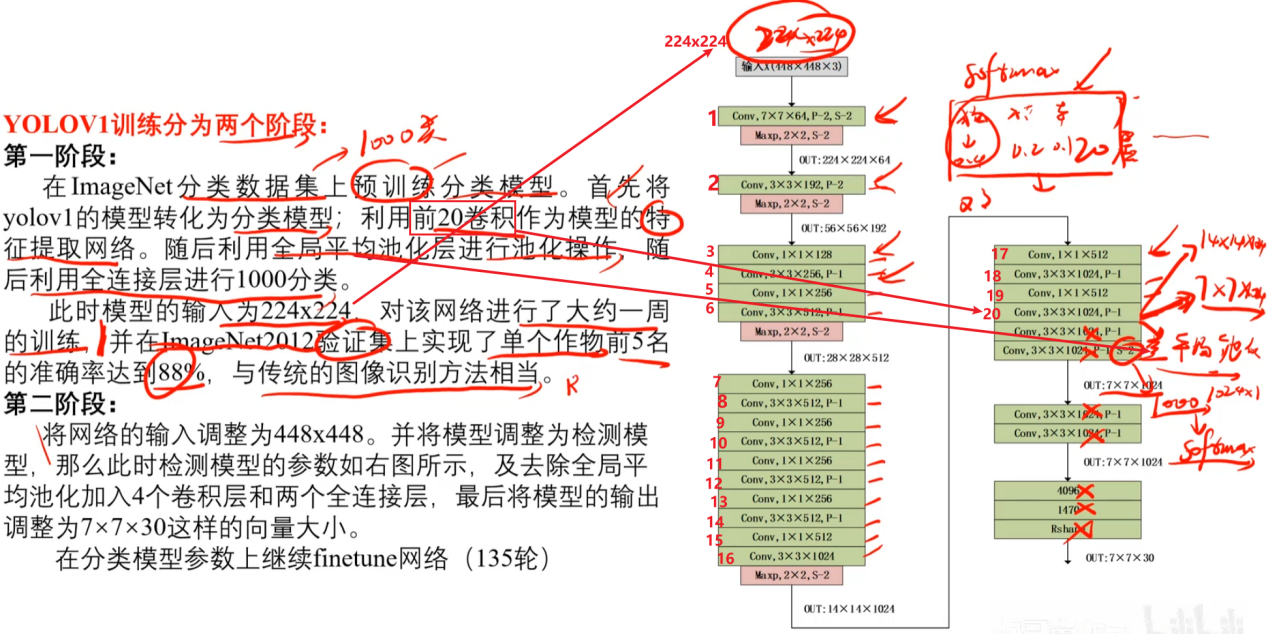 YOLOV1训练分为两个阶段：
第一阶段：
1000类
在ImageNet分类数据集上预训练分类模型。首先将
yolov1的模型转化为分类模型；利用前20卷积作为模型的特
征提取网络。随后利用全局平均池化层进行池化操作，随
后利用全连接层进行1000分类。
此时模型的输入为224x224，对该网络进行了大约一周
的训练，并在ImageNet2012验证集上实现了单个作物前5名
的准确率达到88%，与传统的图像识别方法相当。
第二阶段：
将网络的输入调整为448x448。并将模型调整为检测模
型，那么此时检测模型的参数如右图所示，及去除全局平
均池化加入4个卷积层和两个全连接层，最后将模型的输出
调整为7×7×30这样的向量大小。
在分类模型参数上继续finetune网络（135轮）
224x224
224x224
输入X(448×448×3)
1 Conv,7×7×64,P-2,S-2
Maxp,2×2,S-2
OUT:224×224×64
2 Conv,3×3×192,P-2
Maxp,2×2,S-2
OUT:56×56×192
3 Conv,1×1×128
4 Conv,3×3×256,P-1
5 Conv,1×1×256
6 Conv,3×3×512,P-1
Maxp,2×2,S-2
OUT:28×28×512
7 Conv,1×1×256
8 Conv,3×3×512,P-1
9 Conv,1×1×256
10 Conv,3×3×512,P-1
11 Conv,1×1×256
12 Conv,3×3×512,P-1
13 Conv,1×1×256
14 Conv,3×3×512,P-1
15 Conv,1×1×512
16 Conv,3×3×1024
Maxp,2×2,S-2
OUT:14×14×1024
softmax
0.2 0.1 20层
17 Conv,1×1×512
18 Conv,3×3×1024,P-1
19 Conv,1×1×512
20 Conv,3×3×1024,P-1
Conv,3×3×1024,P-1
Conv,3×3×1024,P-1 S-2
OUT:7×7×1024
Conv,3×3×1024,P-1
Conv,3×3×1024,P-1
OUT:7×7×1024
4096
1470
Rshape
OUT:7×7×30
平均池化
1024x1
1000
softmax